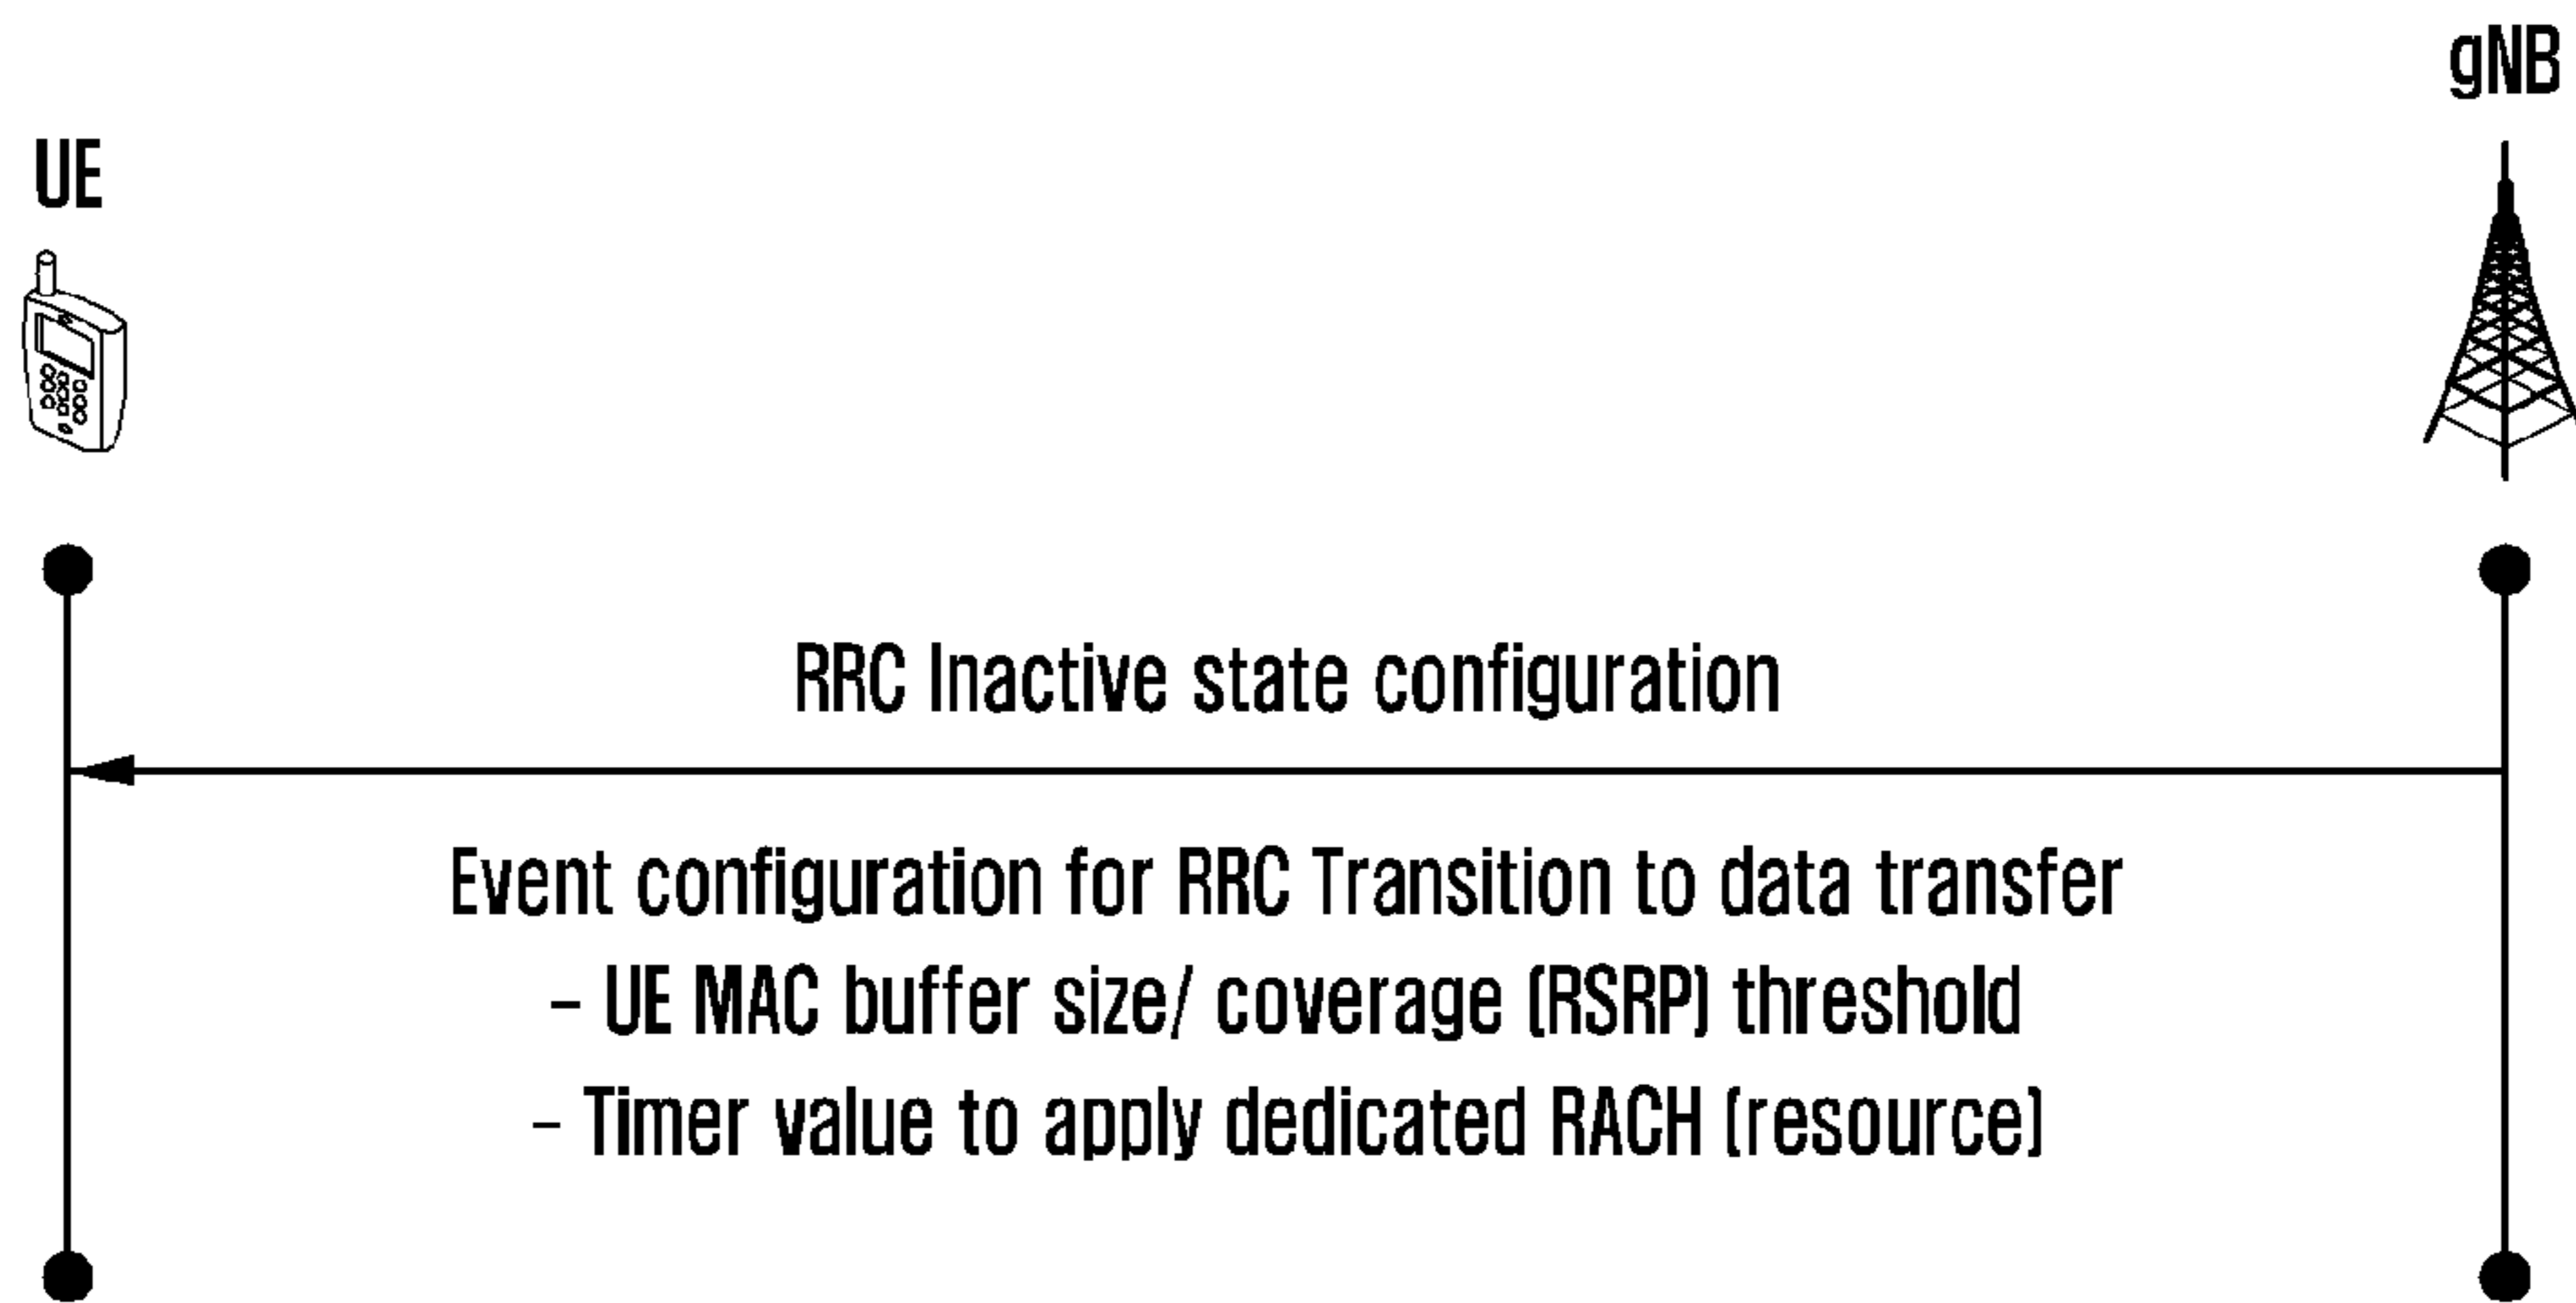 gNB
UE
RRC Inactive state configuration
Event configuration for RRC Transition to data transfer
– UE MAC buffer size/ coverage (RSRP) threshold
– Timer value to apply dedicated RACH (resource)